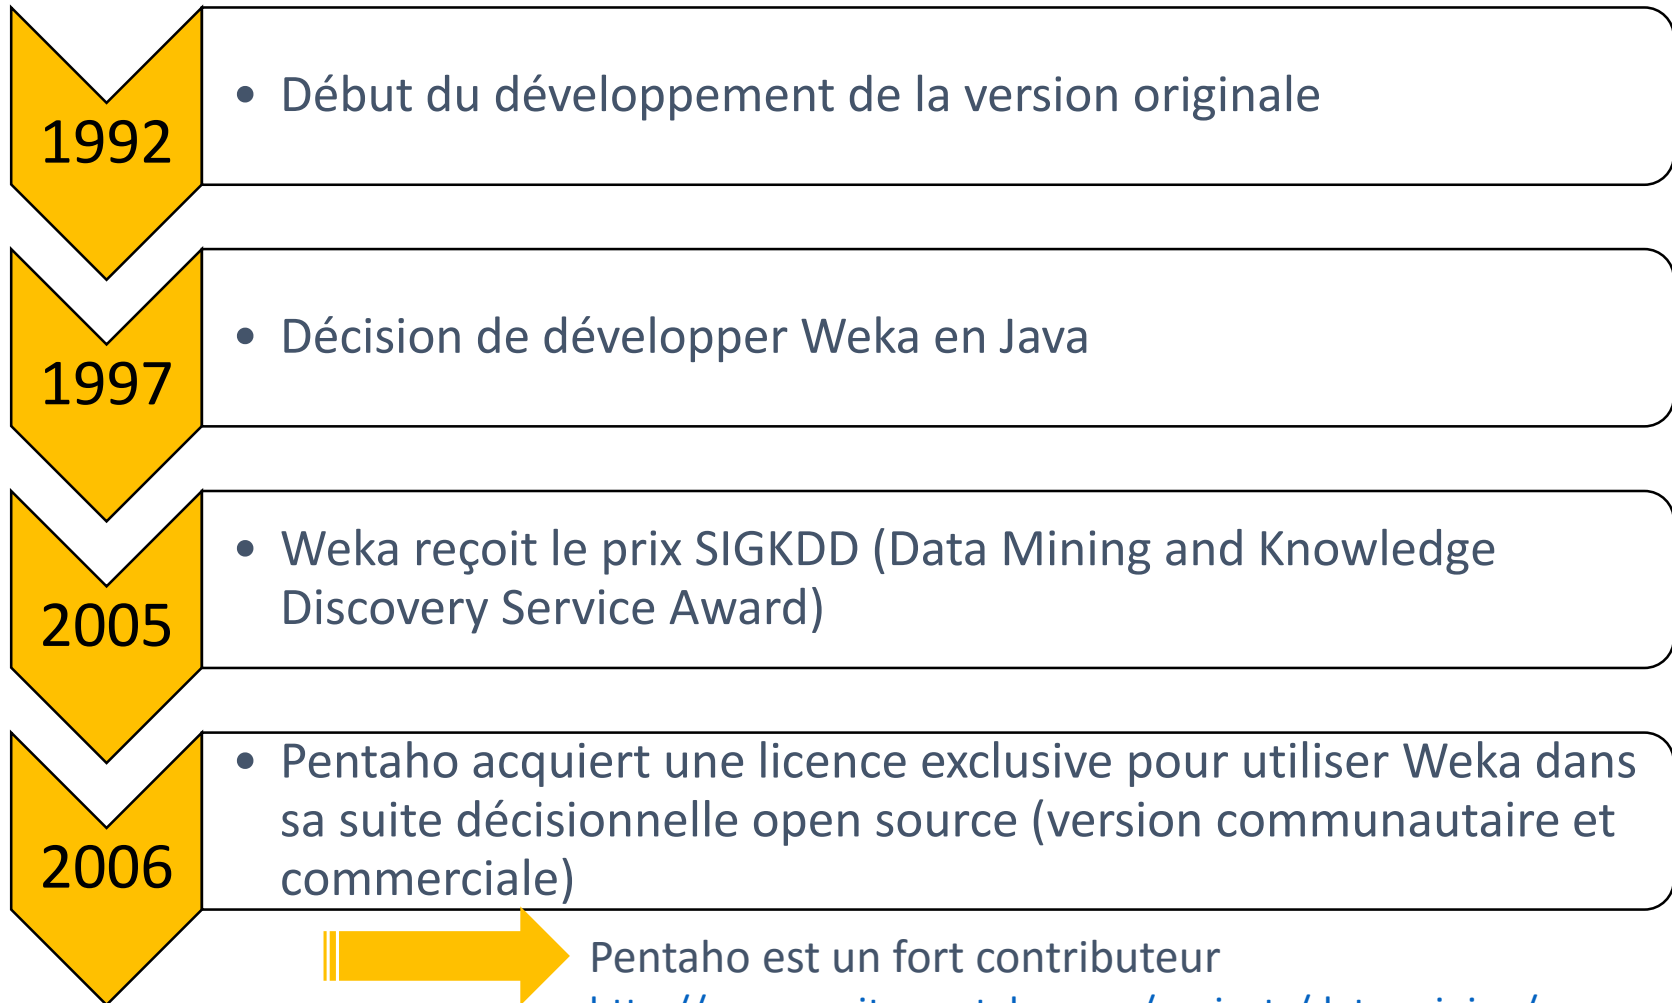 1992
• Début du développement de la version originale
1997
• Décision de développer Weka en Java
2005
• Weka reçoit le prix SIGKDD (Data Mining and Knowledge
Discovery Service Award)
2006
• Pentaho acquiert une licence exclusive pour utiliser Weka dans
sa suite décisionnelle open source (version communautaire et
commerciale)
Pentaho est un fort contributeur